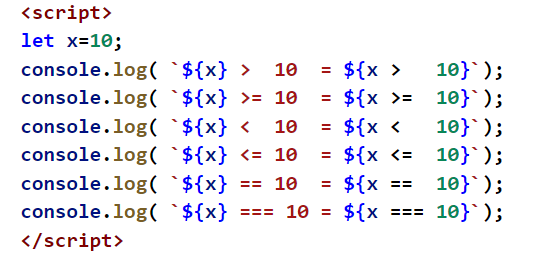 <script>
let x=10;
console.log( `${x} >  10  = ${x >   10}`);
console.log( `${x} >= 10  = ${x >=  10}`);
console.log( `${x} <  10  = ${x <   10}`);
console.log( `${x} <= 10  = ${x <=  10}`);
console.log( `${x} == 10  = ${x ==  10}`);
console.log( `${x} === 10 = ${x === 10}`);
</script>